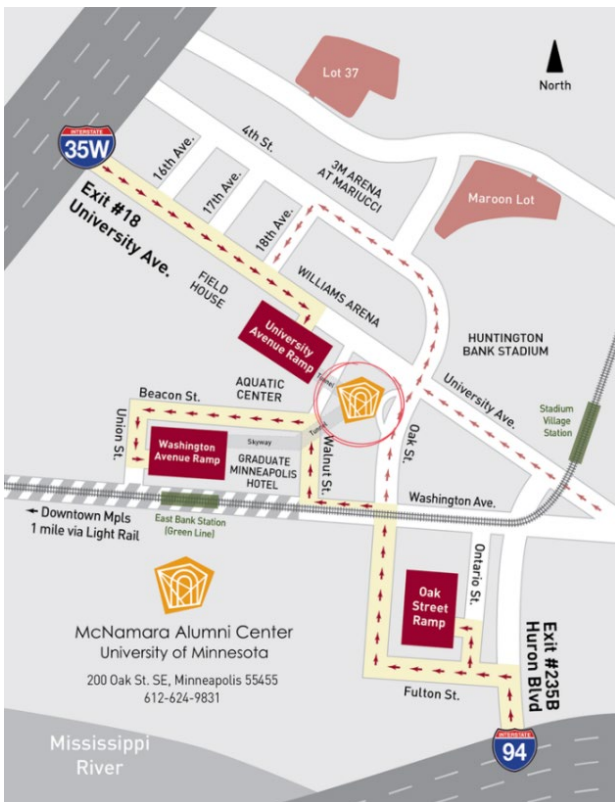 Lot 37
North
INTERSTATE
35W
4th St.
16th Ave.
17th Ave.
18th Ave.
3M ARENA
AT MARIUCCI
Maroon Lot
Exit #18
University Ave.
FIELD
HOUSE
WILLIAMS ARENA
University
Avenue Ramp
HUNTINGTON
BANK STADIUM
University Ave.
Tunnel
AQUATIC
CENTER
Beacon St.
Stadium
Village
Station
Union St.
Washington
Avenue Ramp
Skyway
Tunnel
GRADUATE
MINNEAPOLIS
HOTEL
Walnut St.
Oak St.
Washington Ave.
Downtown Mpls
1 mile via Light Rail
East Bank Station
(Green Line)
Ontario St.
Oak
Street
Ramp
McNamara Alumni Center
University of Minnesota
200 Oak St. SE, Minneapolis 55455
612-624-9831
Fulton St.
Exit #235B
Huron Blvd
Mississippi
River
INTERSTATE
94